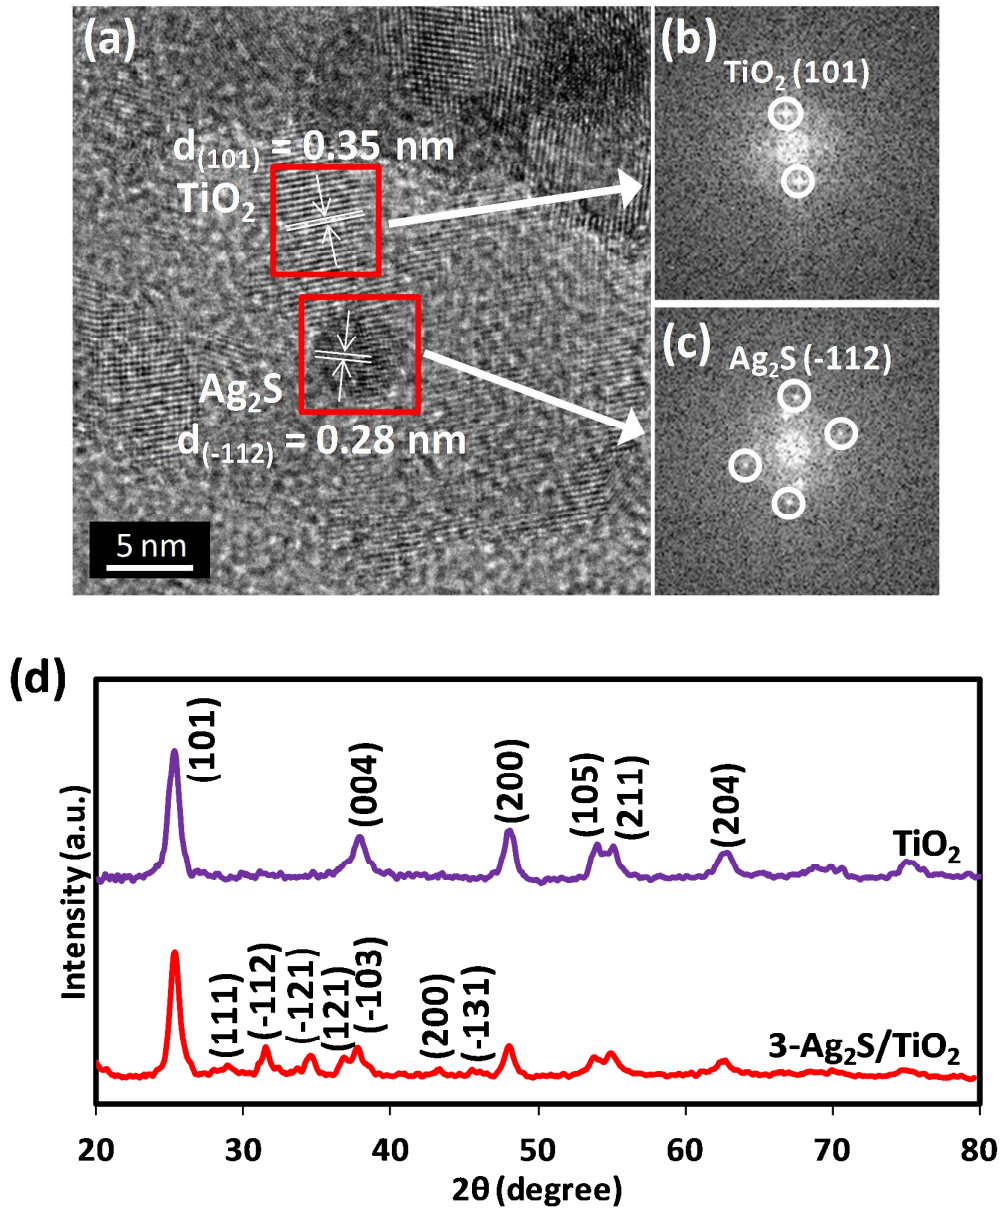 (a)
d(101) = 0.35 nm
TiO2
Ag2S
d(-112) = 0.28 nm
5 nm
(b)
TiO2 (101)
(c)
Ag2S (-112)
(d)
Intensity (a.u.)
(101)
(004)
(200)
(105)
(211)
(204)
TiO2
(111)
(-112)
(-121)
(121)
(-103)
(200)
(-131)
3-Ag2S/TiO2
20 30 40 50 60 70 80
2θ (degree)